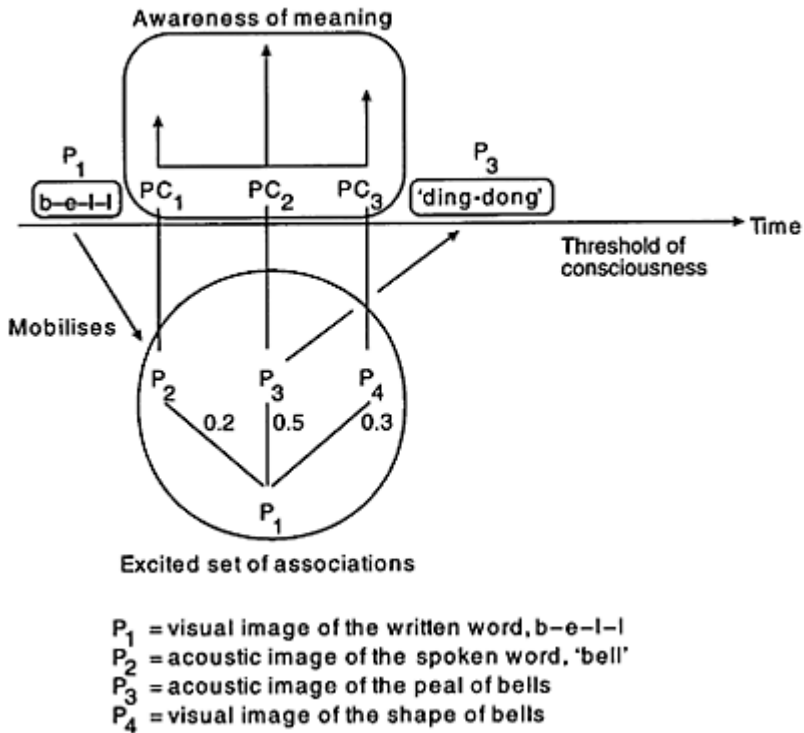 Awareness of meaning
P₁
b–e–l–l
PC₁ PC₂ PC₃
P₃
'ding-dong'
Time
Threshold of
consciousness
Mobilises
P₂ P₃ P₄
0.2 0.5 0.3
P₁
Excited set of associations
P₁ = visual image of the written word, b–e–l–l
P₂ = acoustic image of the spoken word, 'bell'
P₃ = acoustic image of the peal of bells
P₄ = visual image of the shape of bells